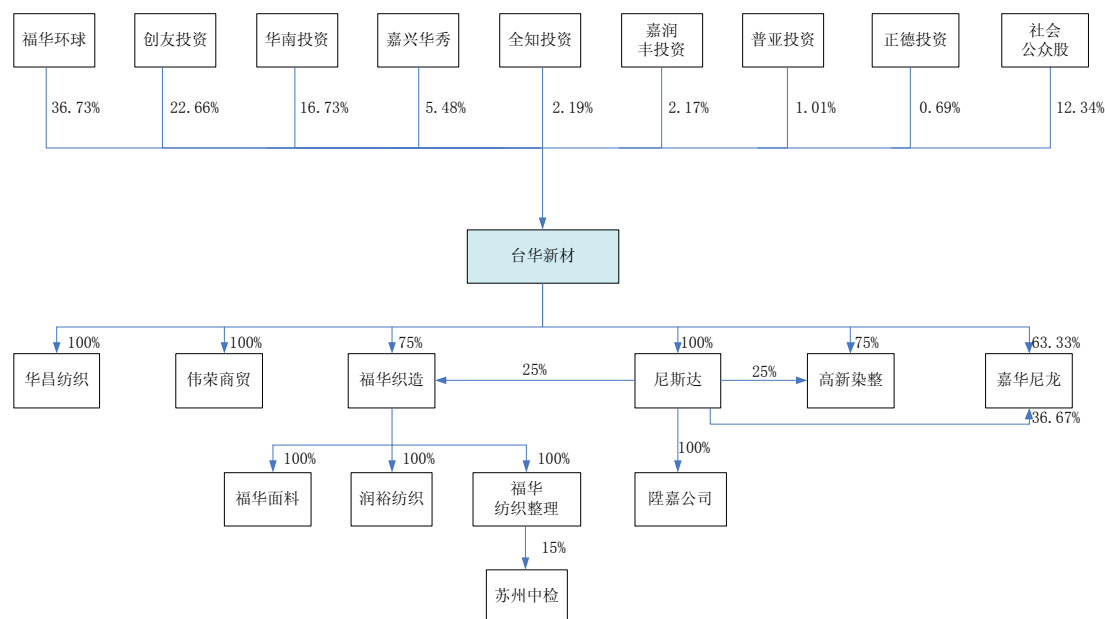 福华环球
创友投资
华南投资
嘉兴华秀
全知投资
嘉润
丰投资
普亚投资
正德投资
社会
公众股
36.73%
22.66%
16.73%
5.48%
2.19%
2.17%
1.01%
0.69%
12.34%
台华新材
100%
100%
75%
100%
75%
63.33%
华昌纺织
伟荣商贸
福华织造
25%
尼斯达
25%
高新染整
嘉华尼龙
36.67%
100%
100%
100%
100%
福华面料
润裕纺织
福华
纺织整理
陞嘉公司
15%
苏州中检